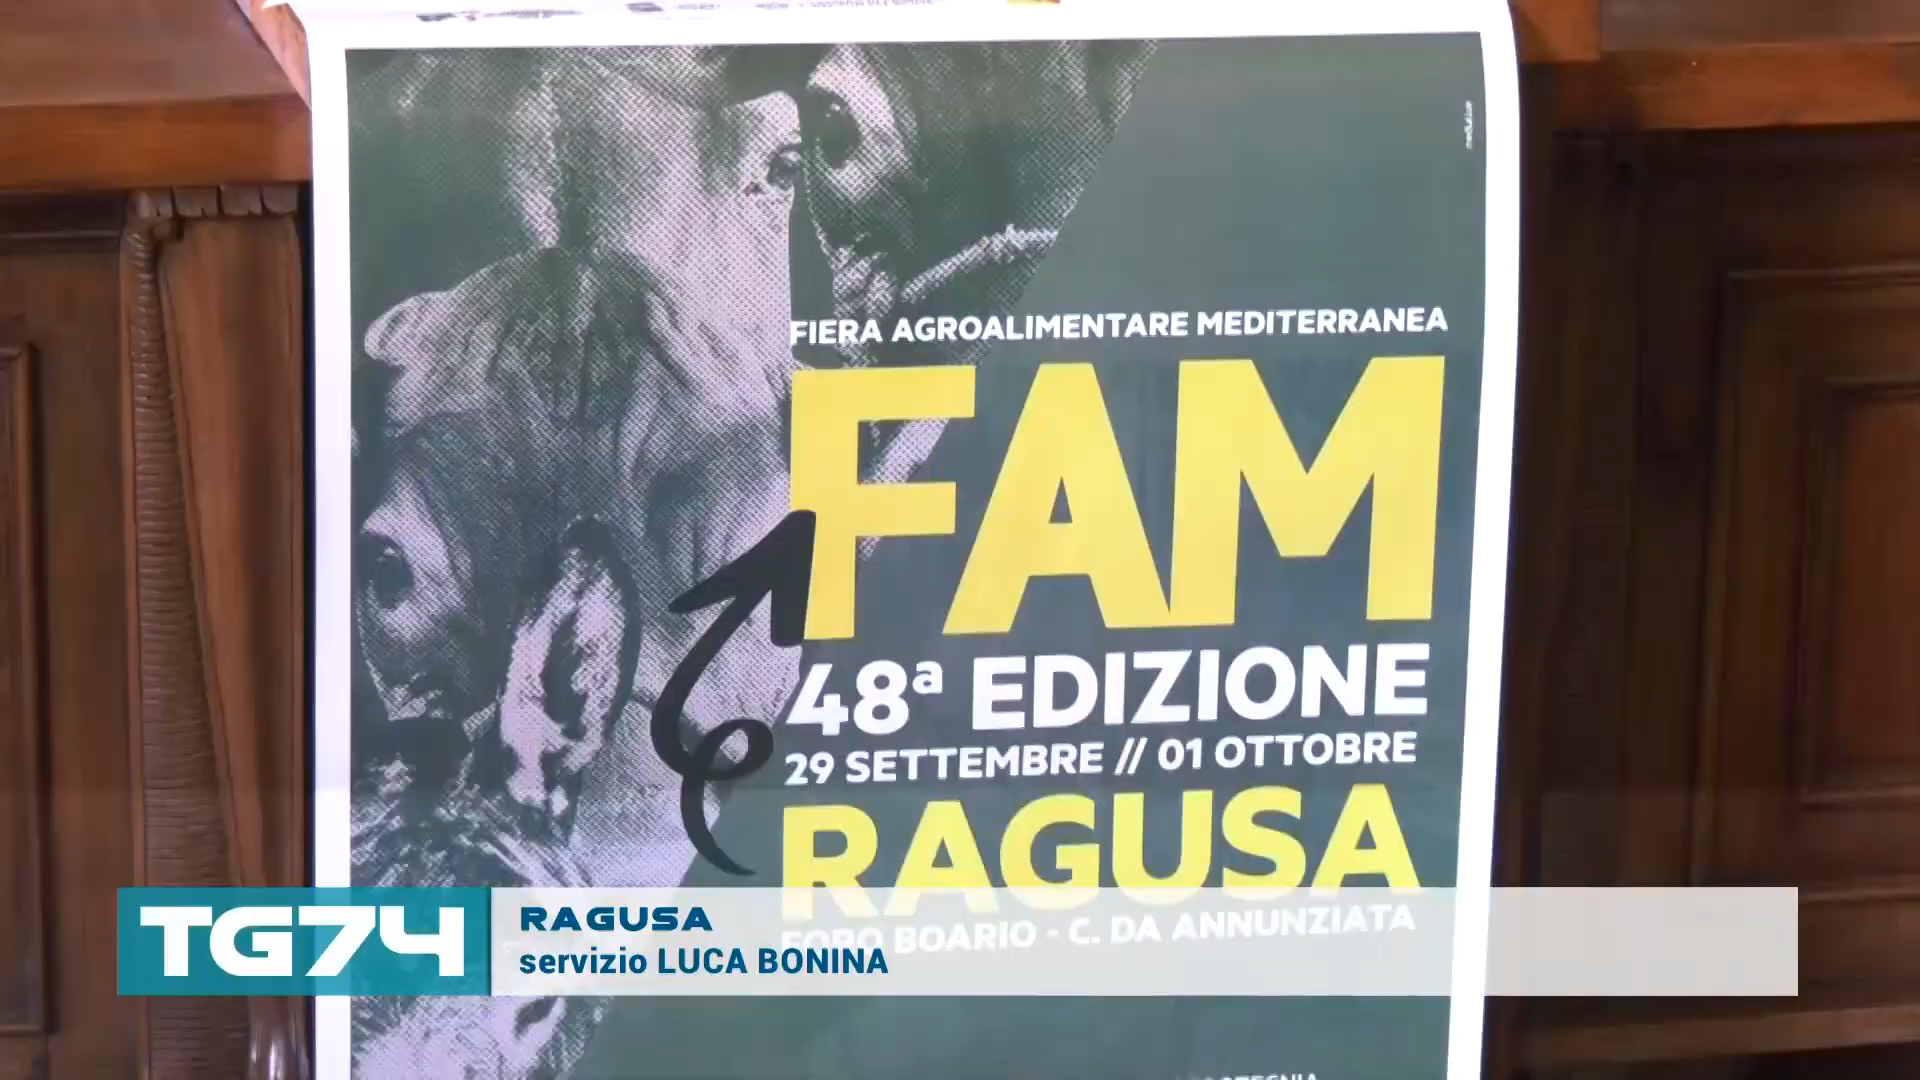 FIERA AGROALIMENTARE MEDITERRANEA
FAM
48ª EDIZIONE
29 SETTEMBRE // 01 OTTOBRE
RAGUSA
FORO BOARIO - C. DA ANNUNZIATA
TG74
RAGUSA
servizio LUCA BONINA